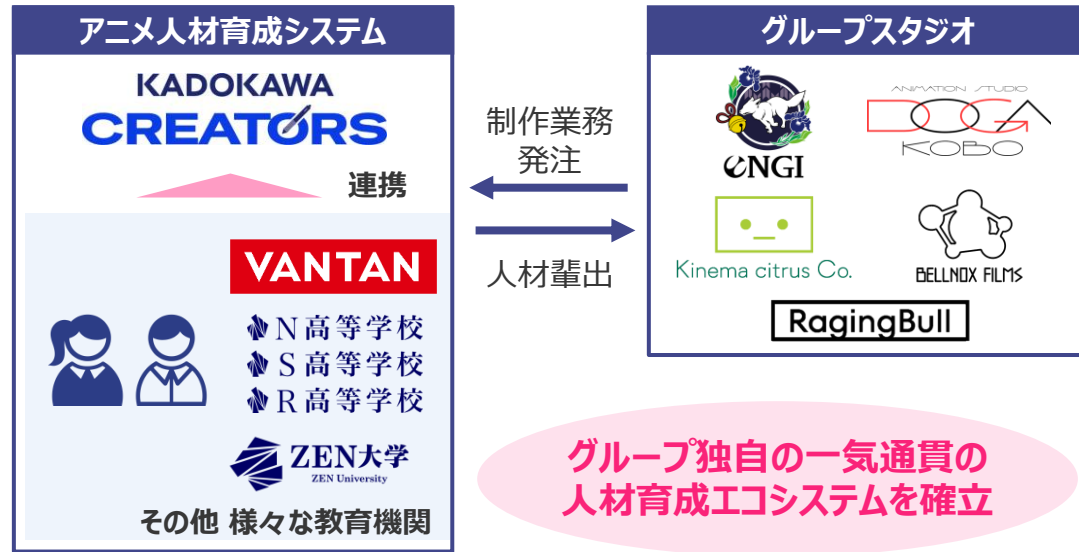 アニメ人材育成システム
KADOKAWA
CREATORS
連携
VANTAN
N高等学校
S高等学校
R高等学校
ZEN大学
ZEN University
その他 様々な教育機関
制作業務
発注
人材輩出
グループスタジオ
ENGI
ANIMATION STUDIO
DOGA
KOBO
Kinema citrus Co.
BELLNOX FILMS
RagingBull
グループ独自の一気通貫の
人材育成エコシステムを確立